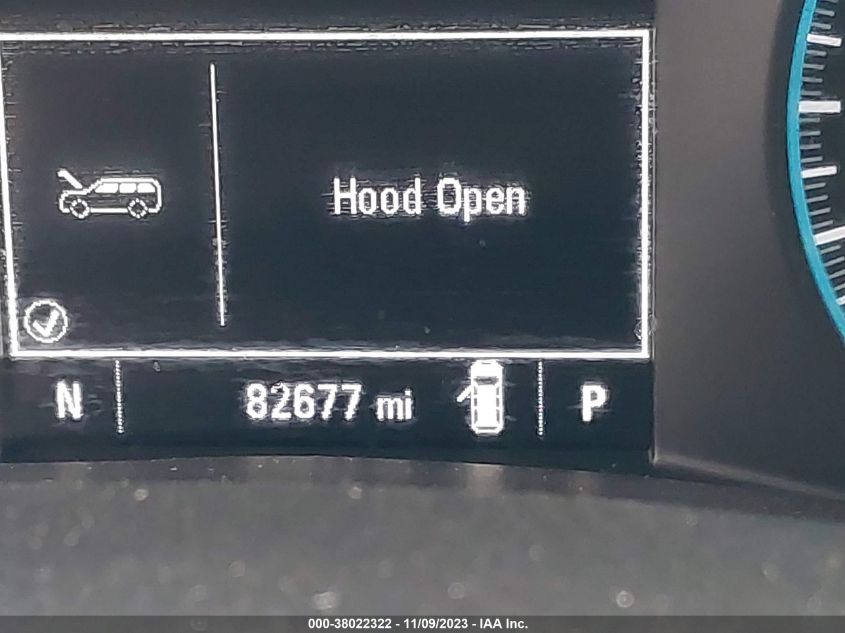 Hood Open
N 82677 mi P
000-38022322 - 11/09/2023 - IAA Inc.